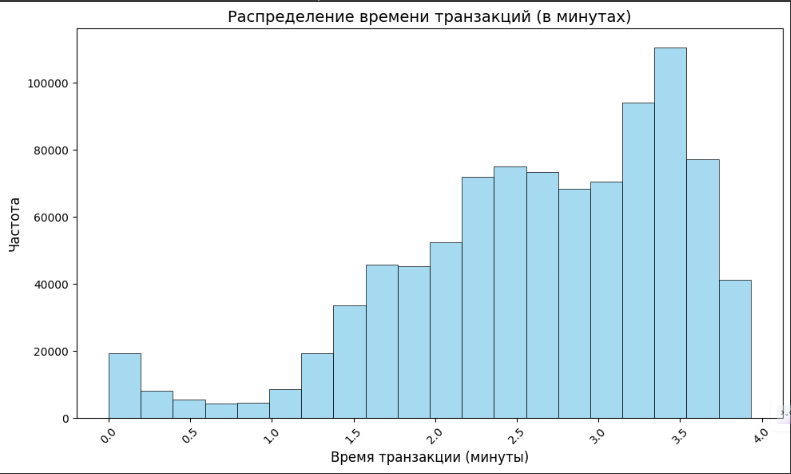 Распределение времени транзакций (в минутах)
Частота
100000
80000
60000
40000
20000
0
0.0 0.5 1.0 1.5 2.0 2.5 3.0 3.5 4.0
Время транзакции (минуты)